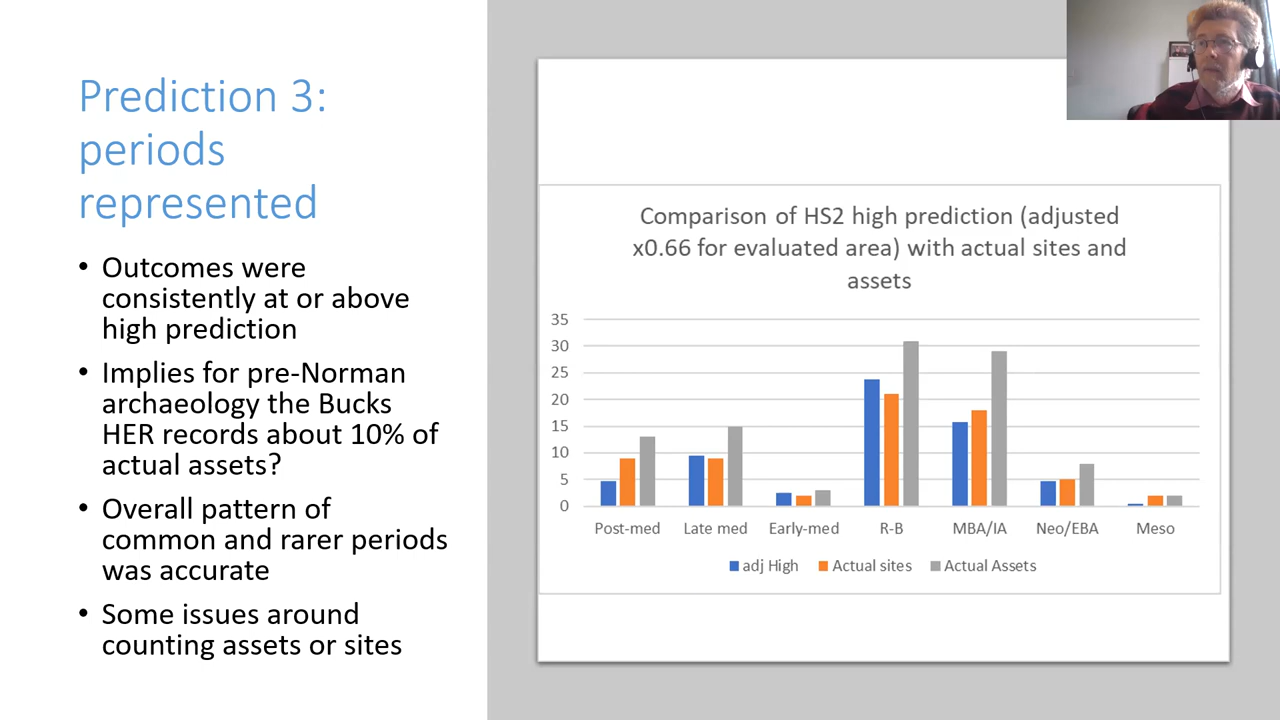 Prediction 3:
periods
represented
• Outcomes were
consistently at or above
high prediction
• Implies for pre-Norman
archaeology the Bucks
HER records about 10% of
actual assets?
• Overall pattern of
common and rarer periods
was accurate
• Some issues around
counting assets or sites
Comparison of HS2 high prediction (adjusted
x0.66 for evaluated area) with actual sites and
assets
35
30
25
20
15
10
5
0
Post-med Late med Early-med R-B MBA/IA Neo/EBA Meso
adj High Actual sites Actual Assets